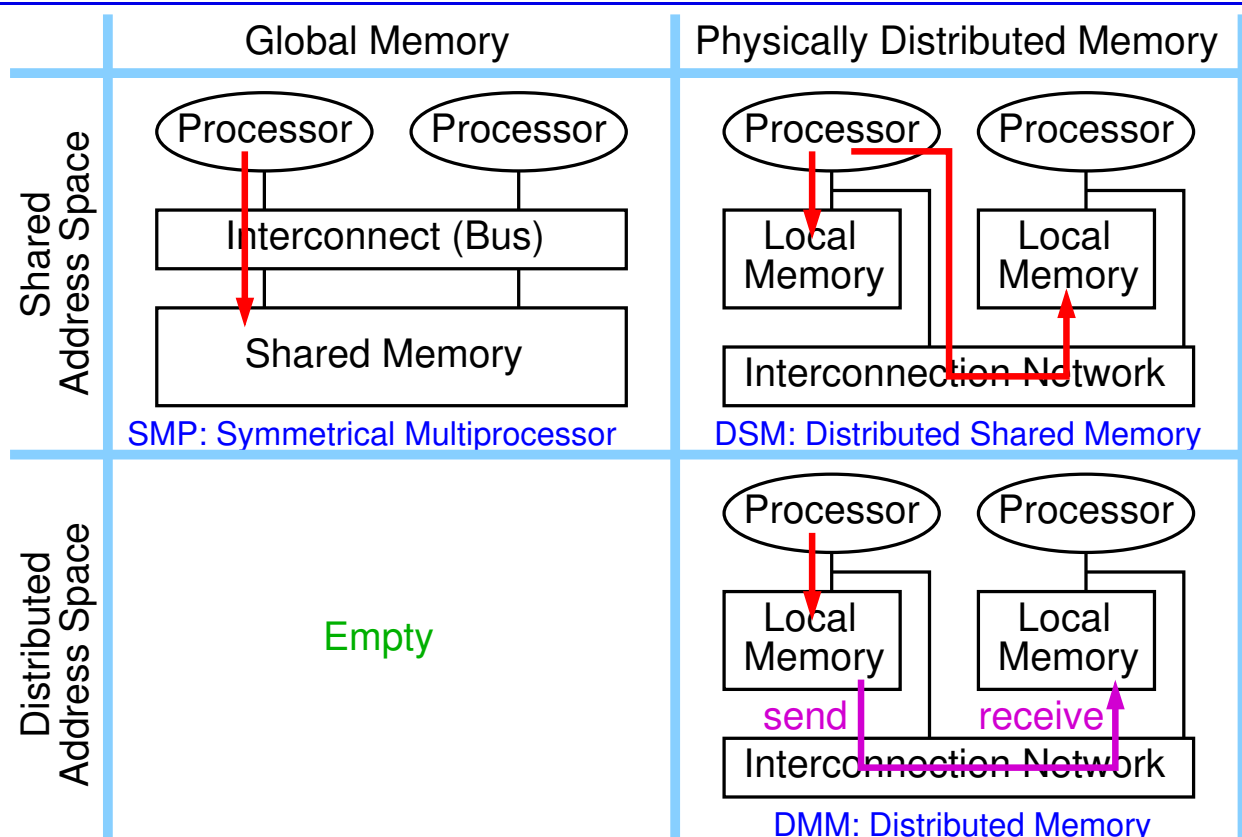 Global Memory
Physically Distributed Memory
Shared
Address Space
Processor
Processor
Interconnect (Bus)
Shared Memory
SMP: Symmetrical Multiprocessor
Processor
Processor
Local
Memory
Local
Memory
Interconnection Network
DSM: Distributed Shared Memory
Distributed
Address Space
Empty
Processor
Processor
Local
Memory
Local
Memory
send
receive
Interconnection Network
DMM: Distributed Memory